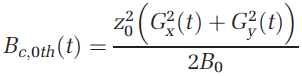 B_{c,0th}(t) = \frac{z_0^2 \left( G_x^2(t) + G_y^2(t) \right)}{2B_0}